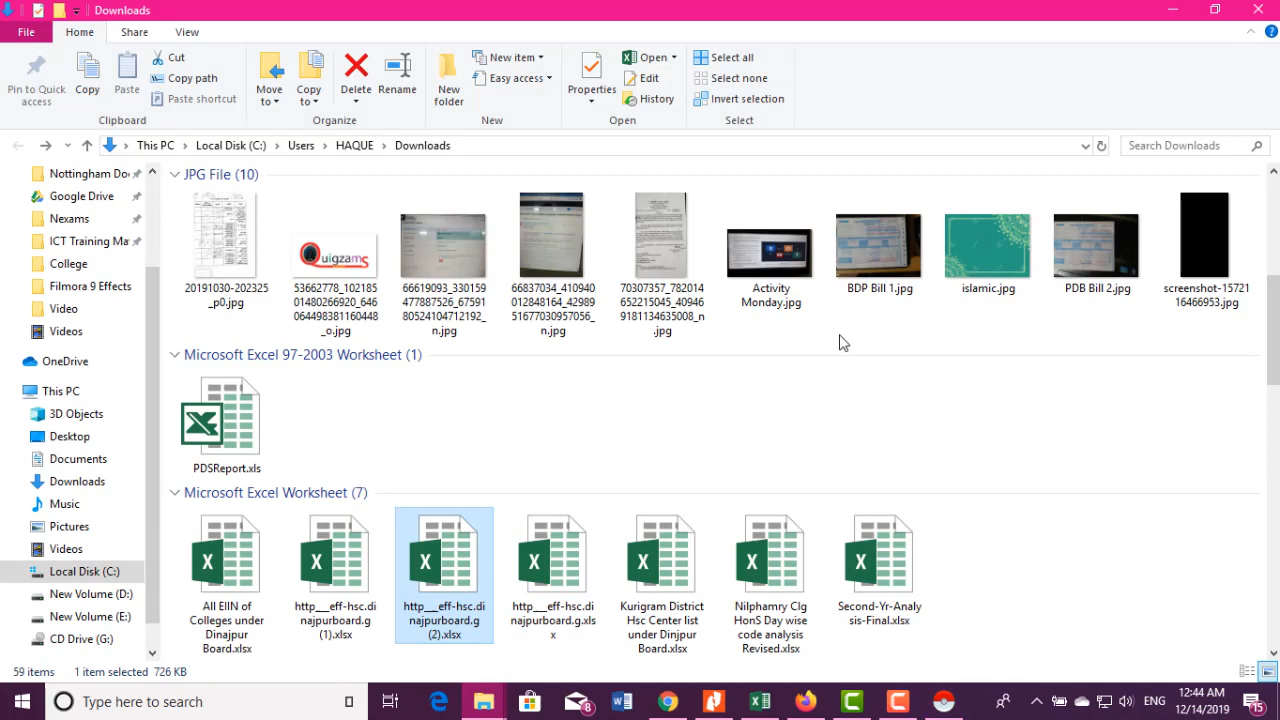 Downloads
File
Home
Share
View
Pin to Quick
access
Copy
Paste
Cut
Copy path
Paste shortcut
Clipboard
Move
to
Copy
to
Delete
Rename
Organize
New
folder
New item
Easy access
New
Properties
Open
Edit
History
Open
Select all
Select none
Invert selection
Select
This PC
Local Disk (C:)
Users
HAQUE
Downloads
Search Downloads
Nottingham Do
Google Drive
Nexams
ICT Training Ma
College
Filmora 9 Effects
Video
Videos
OneDrive
This PC
3D Objects
Desktop
Documents
Downloads
Music
Pictures
Videos
Local Disk (C:)
New Volume (D:)
New Volume (E:)
CD Drive (G:)
JPG File (10)
uigzams
20191030-202325
_p0.jpg
53662778_102185
01480266920_646
064498381160448
_o.jpg
66619093_330159
477887526_67591
80524104712192_
n.jpg
66837034_410940
012848164_42989
51677030957056_
n.jpg
70307357_782014
652215045_40946
9181134635008_n
.jpg
Activity
Monday.jpg
BDP Bill 1.jpg
islamic.jpg
PDB Bill 2.jpg
screenshot-15721
16466953.jpg
Microsoft Excel 97-2003 Worksheet (1)
PDSReport.xls
Microsoft Excel Worksheet (7)
All EIIN of
Colleges under
Dinajpur
Board.xlsx
http___eff-hsc.di
najpurboard.g
(1).xlsx
http___eff-hsc.di
najpurboard.g
(2).xlsx
http___eff-hsc.di
najpurboard.g.xls
x
Kurigram District
Hsc Center list
under Dinjpur
Board.xlsx
Nilphamry Clg
HonS Day wise
code analysis
Revised.xlsx
Second-Yr-Analy
sis-Final.xlsx
59 items
1 item selected
726 KB
Type here to search
8
ENG
12:44 AM
12/14/2019
15